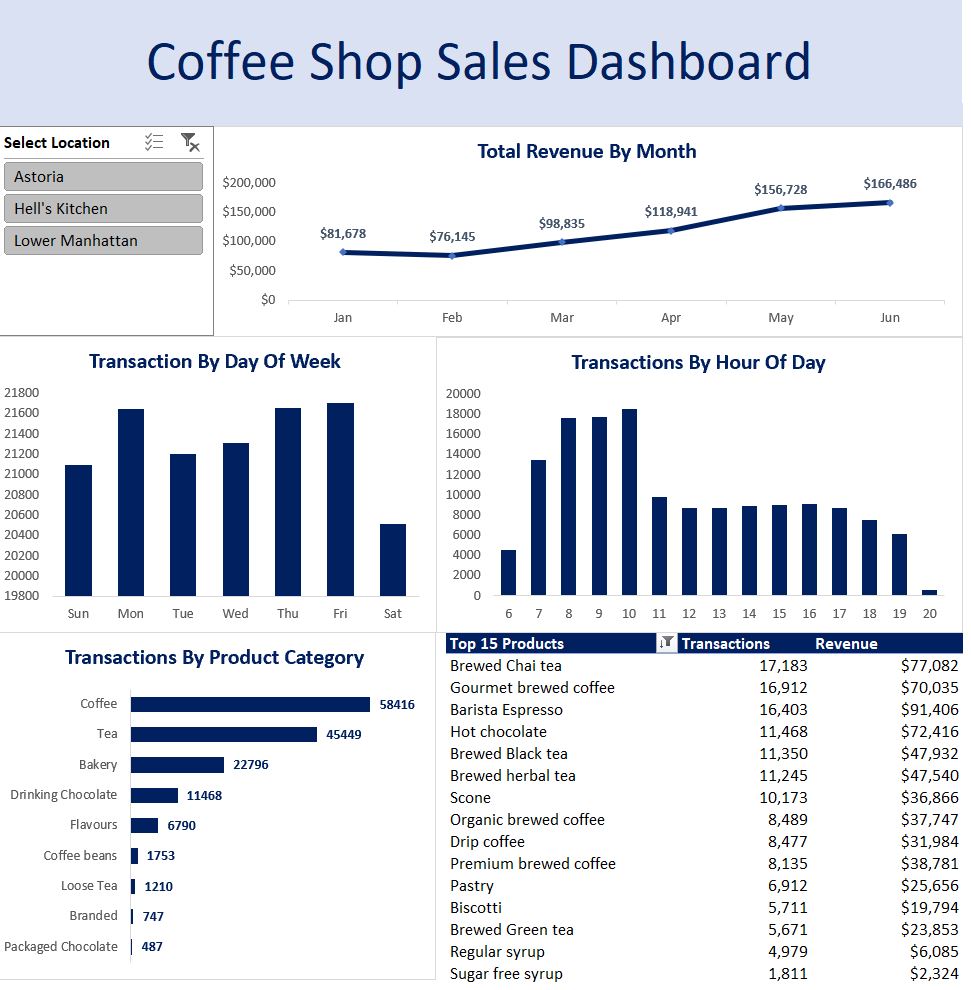 Coffee Shop Sales Dashboard
Select Location
Astoria
Hell's Kitchen
Lower Manhattan
Total Revenue By Month
$200,000
$150,000
$100,000
$50,000
$0
$81,678
$76,145
$98,835
$118,941
$156,728
$166,486
Jan Feb Mar Apr May Jun
Transaction By Day Of Week
21800
21600
21400
21200
21000
20800
20600
20400
20200
20000
19800
Sun Mon Tue Wed Thu Fri Sat
Transactions By Hour Of Day
20000
18000
16000
14000
12000
10000
8000
6000
4000
2000
0
6 7 8 9 10 11 12 13 14 15 16 17 18 19 20
Transactions By Product Category
Coffee 58416
Tea 45449
Bakery 22796
Drinking Chocolate 11468
Flavours 6790
Coffee beans 1753
Loose Tea 1210
Branded 747
Packaged Chocolate 487
Top 15 Products Transactions Revenue
Brewed Chai tea 17,183 $77,082
Gourmet brewed coffee 16,912 $70,035
Barista Espresso 16,403 $91,406
Hot chocolate 11,468 $72,416
Brewed Black tea 11,350 $47,932
Brewed herbal tea 11,245 $47,540
Scone 10,173 $36,866
Organic brewed coffee 8,489 $37,747
Drip coffee 8,477 $31,984
Premium brewed coffee 8,135 $38,781
Pastry 6,912 $25,656
Biscotti 5,711 $19,794
Brewed Green tea 5,671 $23,853
Regular syrup 4,979 $6,085
Sugar free syrup 1,811 $2,324